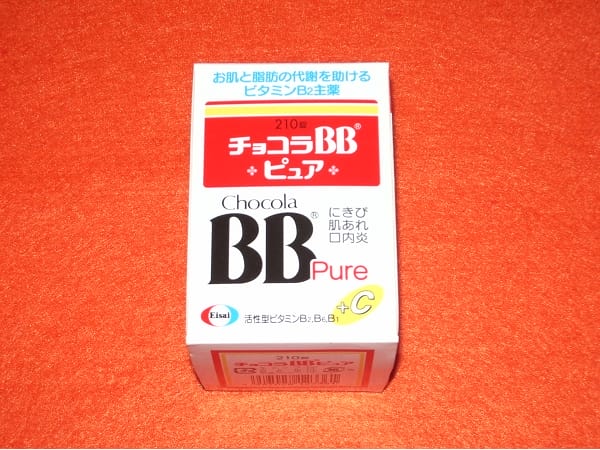 お肌と脂肪の代謝を助ける
ビタミンB2主薬
210錠
チョコラBB®
ピュア
Chocola
BB®
Pure
にきび
肌あれ
口内炎
+C
Eisai
活性型ビタミンB2,B6,B1
210錠
チョコラBBピュア